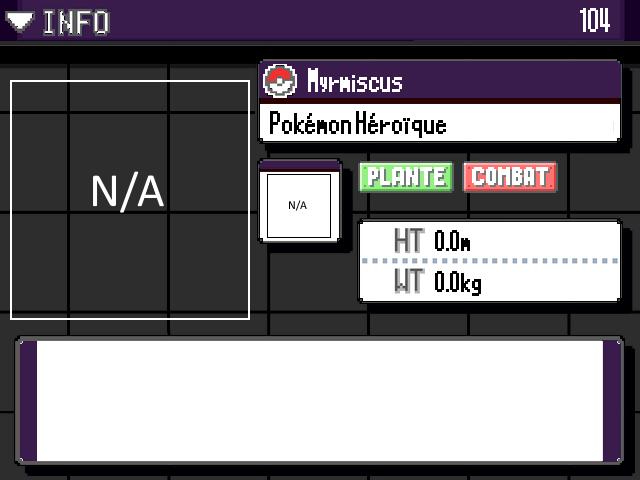 INFO
104
Myrmiscus
Pokémon Héroïque
N/A
N/A
PLANTE
COMBAT
HT 0.0m
WT 0.0kg